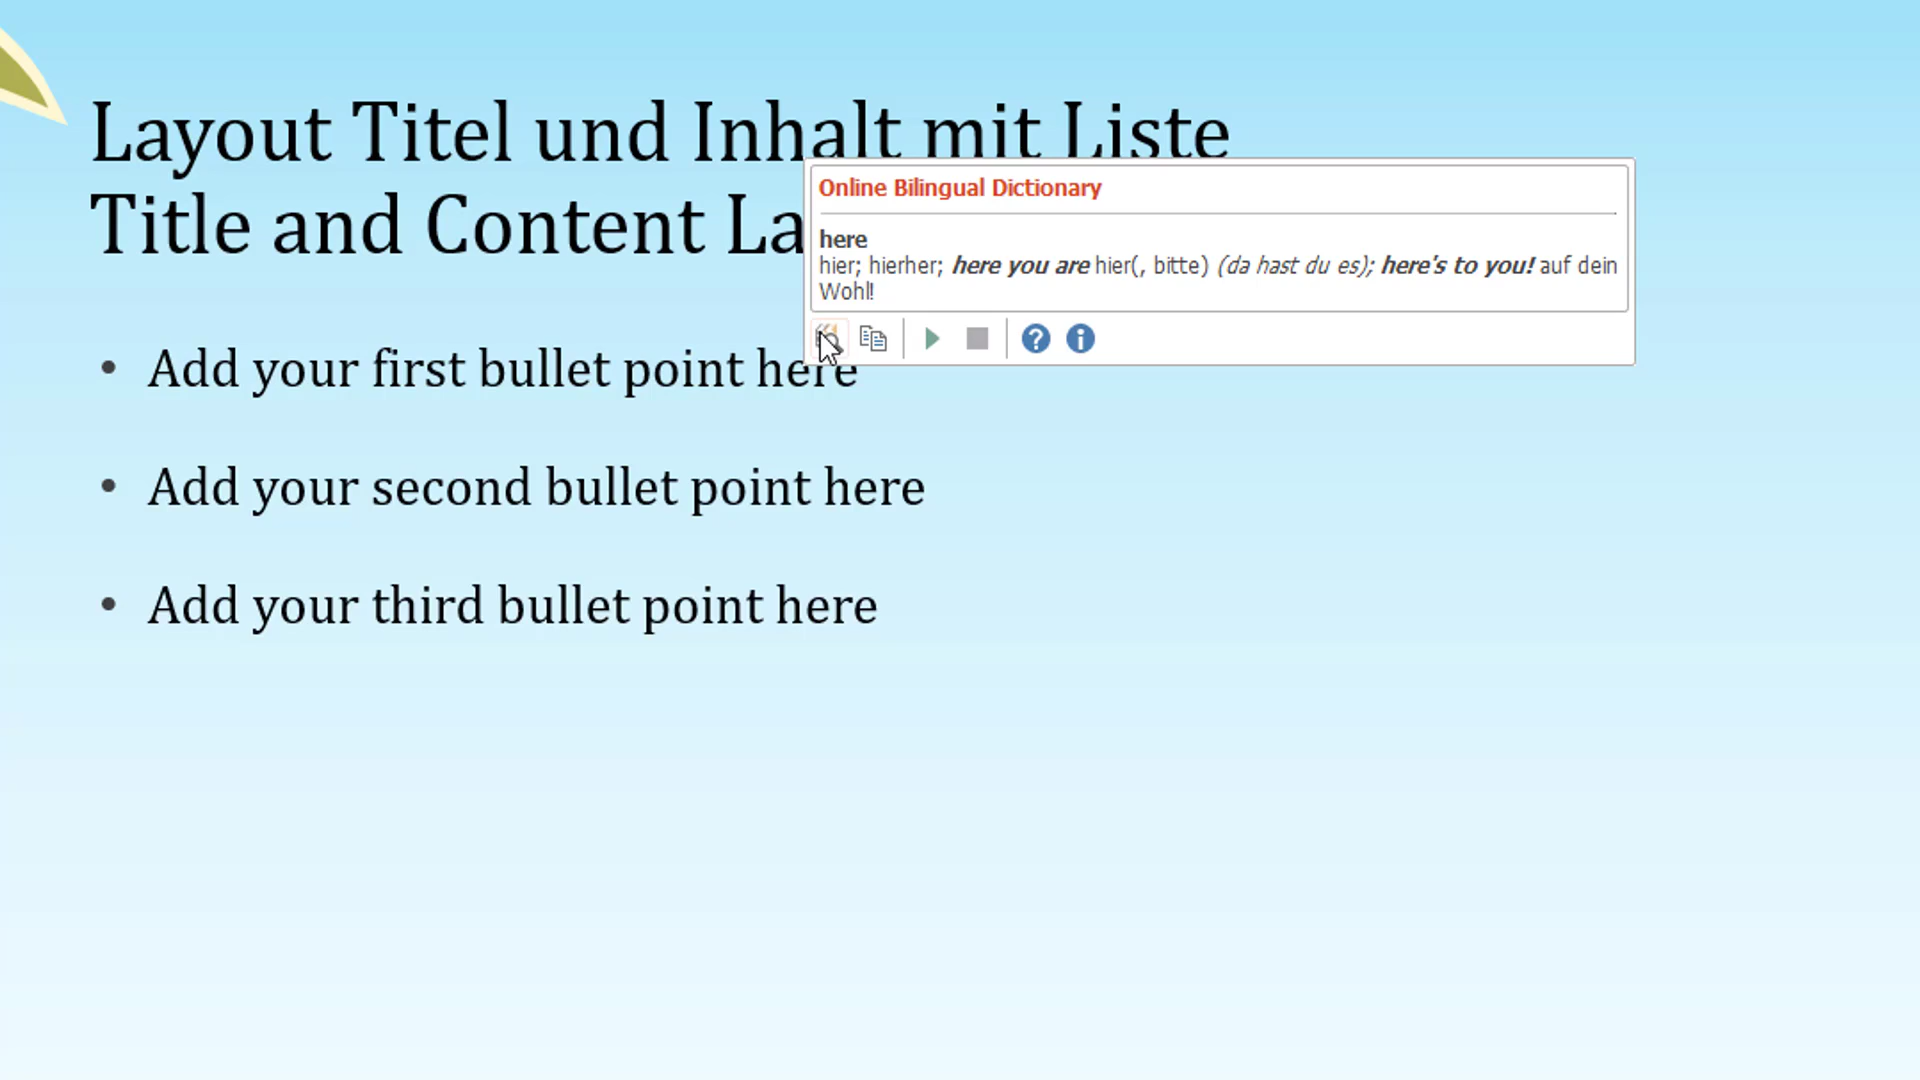 Layout Titel und Inhalt mit Liste
Title and Content
Online Bilingual Dictionary
here
hier; hierher; here you are hier(, bitte) (da hast du es); here's to you! auf dein
Wohl!
Add your first bullet point here
Add your second bullet point here
Add your third bullet point here